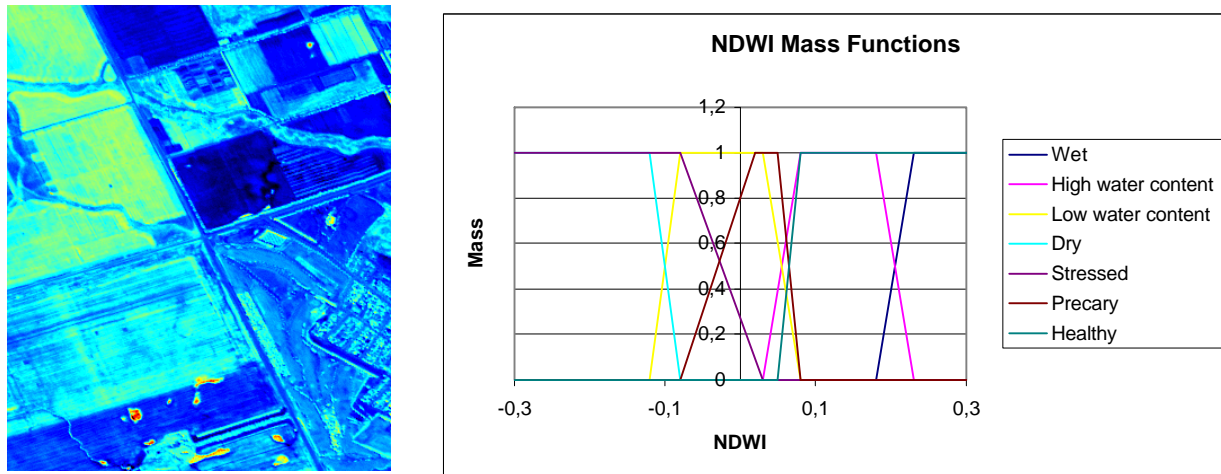 NDWI Mass Functions
1,2
1
0,8
0,6
0,4
0,2
0
-0,3
-0,1
0,1
0,3
Mass
NDWI
Wet
High water content
Low water content
Dry
Stressed
Precary
Healthy